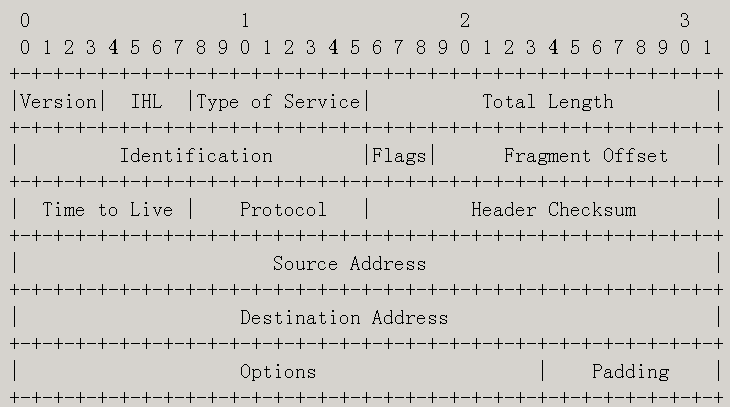 0                   1                   2                   3
 0 1 2 3 4 5 6 7 8 9 0 1 2 3 4 5 6 7 8 9 0 1 2 3 4 5 6 7 8 9 0 1
+-+-+-+-+-+-+-+-+-+-+-+-+-+-+-+-+-+-+-+-+-+-+-+-+-+-+-+-+-+-+-+-+
|Version|  IHL  |Type of Service|          Total Length         |
+-+-+-+-+-+-+-+-+-+-+-+-+-+-+-+-+-+-+-+-+-+-+-+-+-+-+-+-+-+-+-+-+
|         Identification        |Flags|      Fragment Offset    |
+-+-+-+-+-+-+-+-+-+-+-+-+-+-+-+-+-+-+-+-+-+-+-+-+-+-+-+-+-+-+-+-+
|  Time to Live |    Protocol   |         Header Checksum       |
+-+-+-+-+-+-+-+-+-+-+-+-+-+-+-+-+-+-+-+-+-+-+-+-+-+-+-+-+-+-+-+-+
|                       Source Address                          |
+-+-+-+-+-+-+-+-+-+-+-+-+-+-+-+-+-+-+-+-+-+-+-+-+-+-+-+-+-+-+-+-+
|                    Destination Address                        |
+-+-+-+-+-+-+-+-+-+-+-+-+-+-+-+-+-+-+-+-+-+-+-+-+-+-+-+-+-+-+-+-+
|                    Options                    |    Padding    |
+-+-+-+-+-+-+-+-+-+-+-+-+-+-+-+-+-+-+-+-+-+-+-+-+-+-+-+-+-+-+-+-+